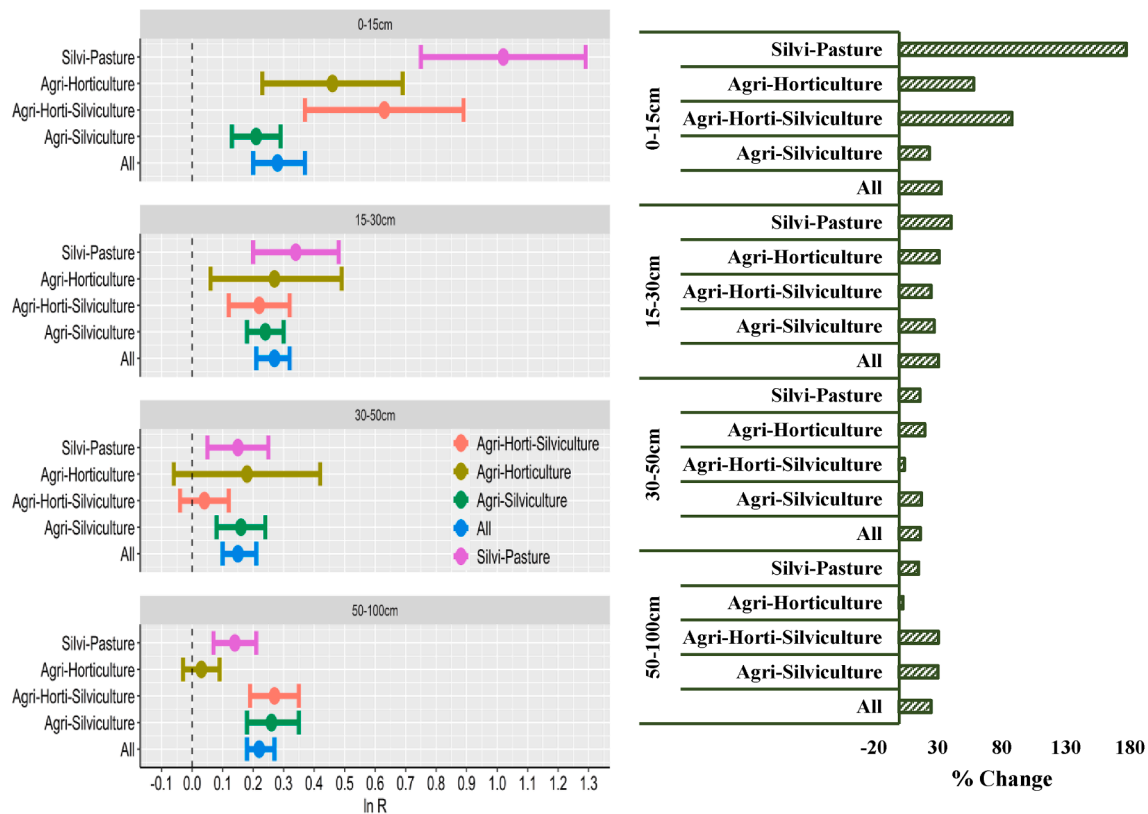 0-15cm
Silvi-Pasture
Agri-Horticulture
Agri-Horti-Silviculture
Agri-Silviculture
All
15-30cm
Silvi-Pasture
Agri-Horticulture
Agri-Horti-Silviculture
Agri-Silviculture
All
30-50cm
Silvi-Pasture
Agri-Horticulture
Agri-Horti-Silviculture
Agri-Silviculture
All
Agri-Horti-Silviculture
Agri-Horticulture
Agri-Silviculture
All
Silvi-Pasture
50-100cm
Silvi-Pasture
Agri-Horticulture
Agri-Horti-Silviculture
Agri-Silviculture
All
-0.1 0.0 0.1 0.2 0.3 0.4 0.5 0.6 0.7 0.8 0.9 1.0 1.1 1.2 1.3
ln R
0-15cm
Silvi-Pasture
Agri-Horticulture
Agri-Horti-Silviculture
Agri-Silviculture
All
15-30cm
Silvi-Pasture
Agri-Horticulture
Agri-Horti-Silviculture
Agri-Silviculture
All
30-50cm
Silvi-Pasture
Agri-Horticulture
Agri-Horti-Silviculture
Agri-Silviculture
All
50-100cm
Silvi-Pasture
Agri-Horticulture
Agri-Horti-Silviculture
Agri-Silviculture
All
-20 30 80 130 180
% Change